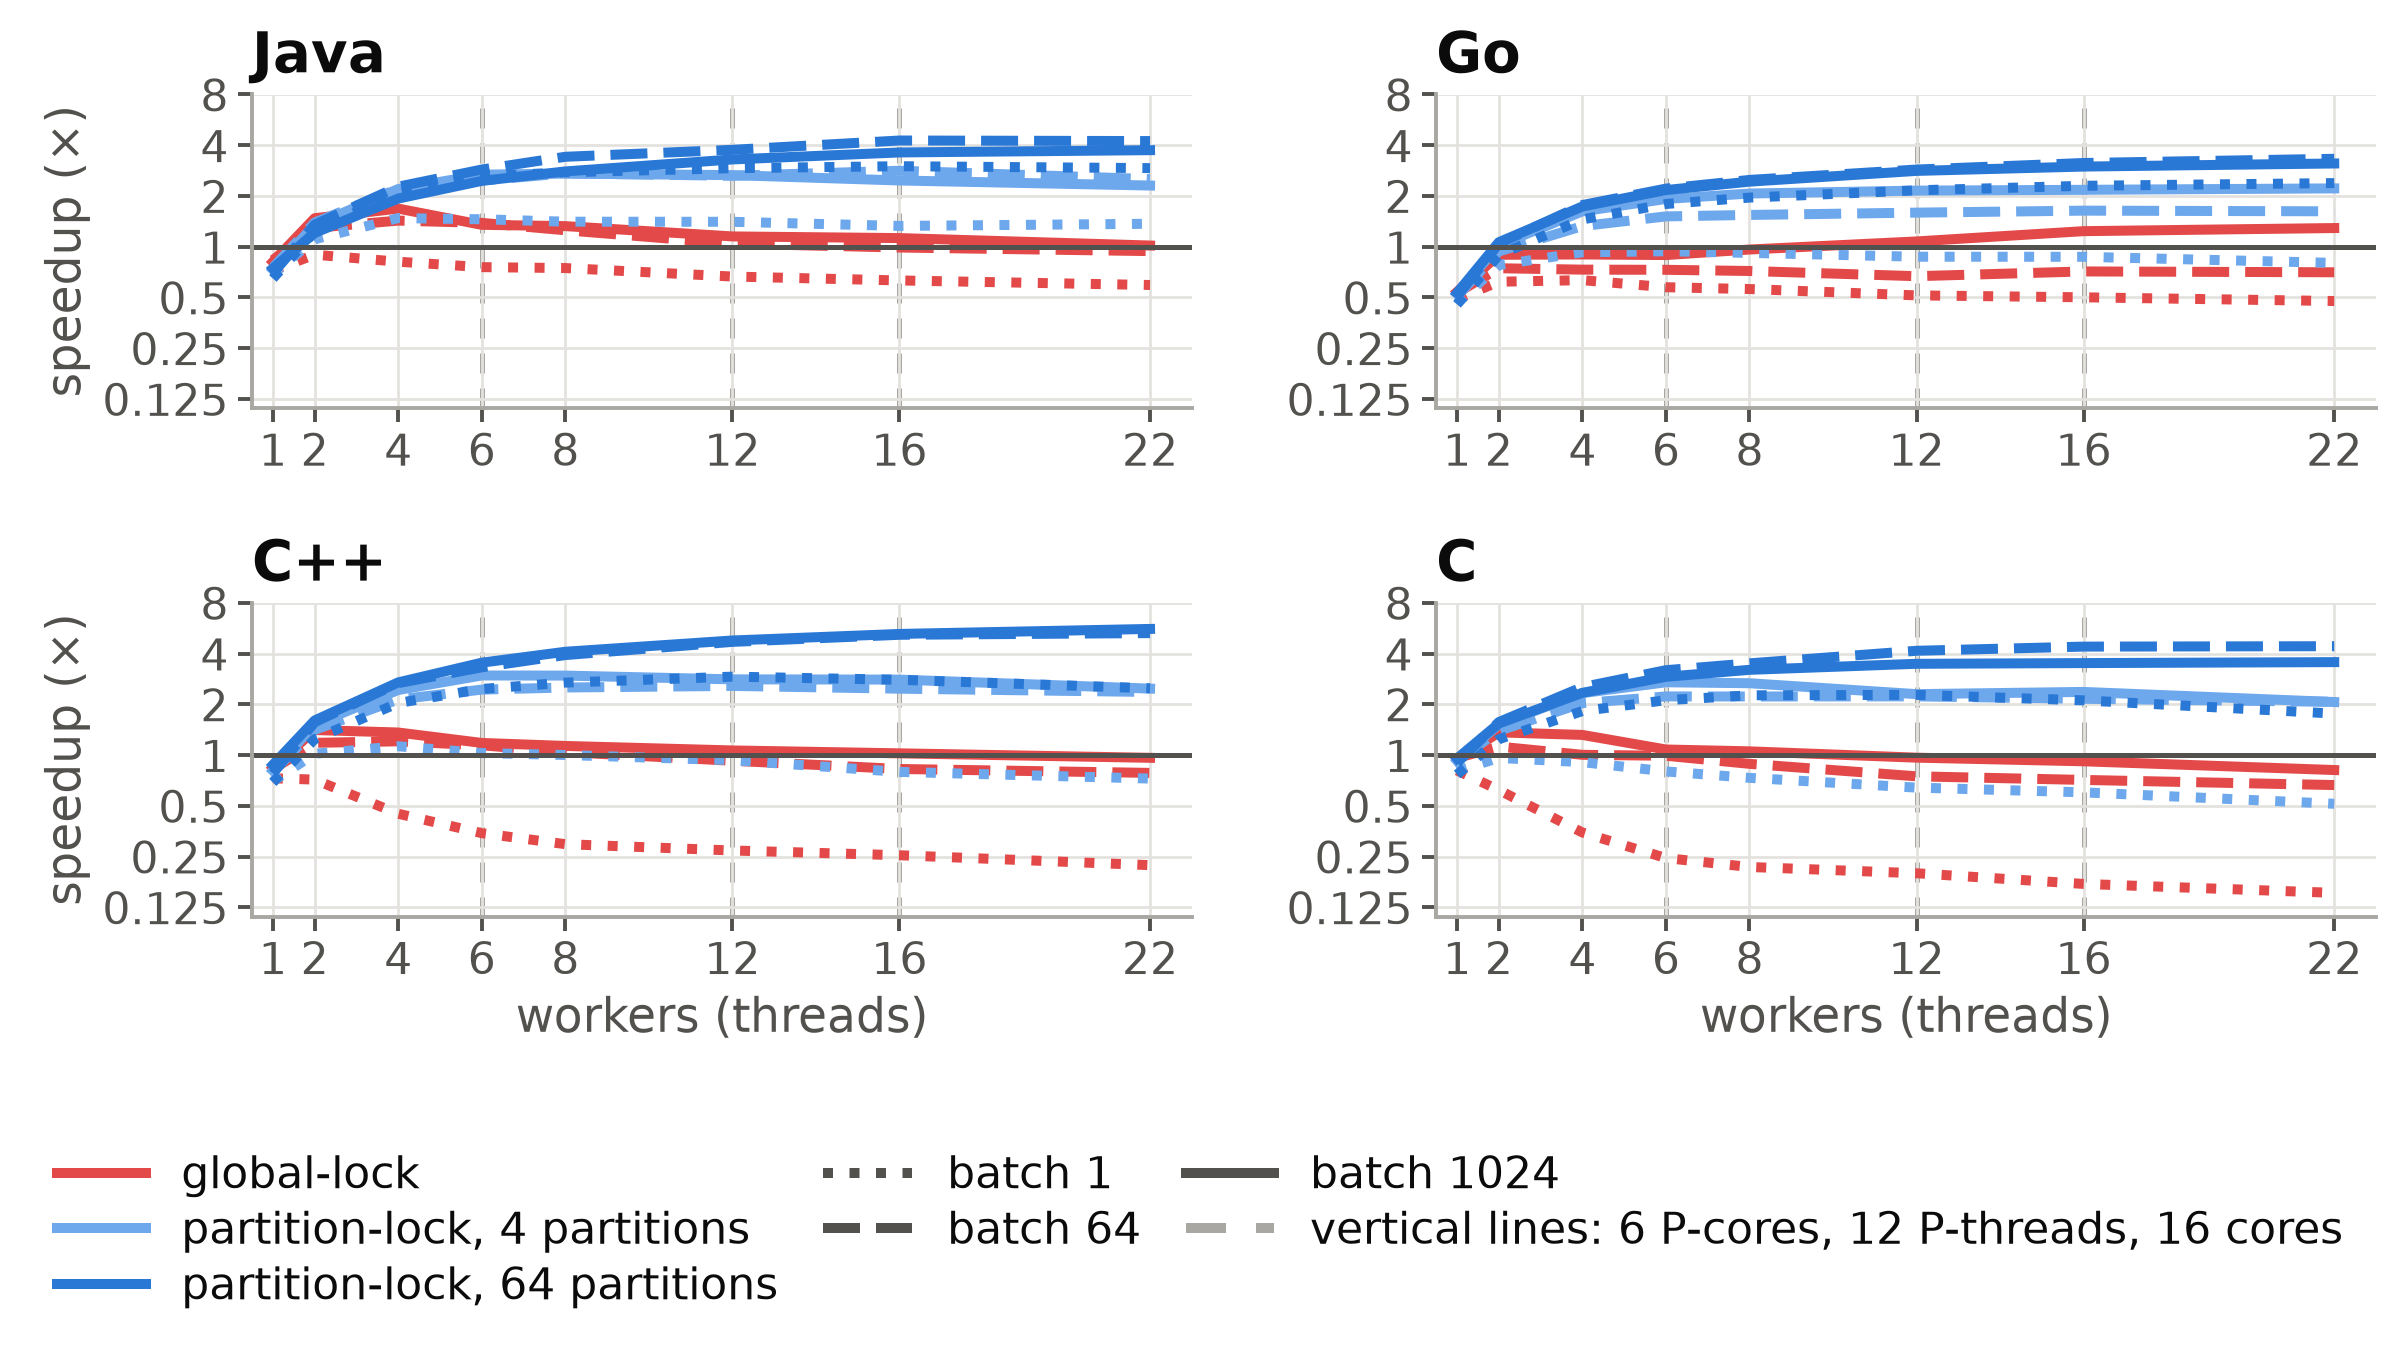 Java
Go
speedup (×)
8
4
2
1
0.5
0.25
0.125
1 2 4 6 8 12 16 22
8
4
2
1
0.5
0.25
0.125
1 2 4 6 8 12 16 22
C++
C
speedup (×)
8
4
2
1
0.5
0.25
0.125
1 2 4 6 8 12 16 22
workers (threads)
8
4
2
1
0.5
0.25
0.125
1 2 4 6 8 12 16 22
workers (threads)
global-lock
partition-lock, 4 partitions
partition-lock, 64 partitions
batch 1
batch 64
batch 1024
vertical lines: 6 P-cores, 12 P-threads, 16 cores